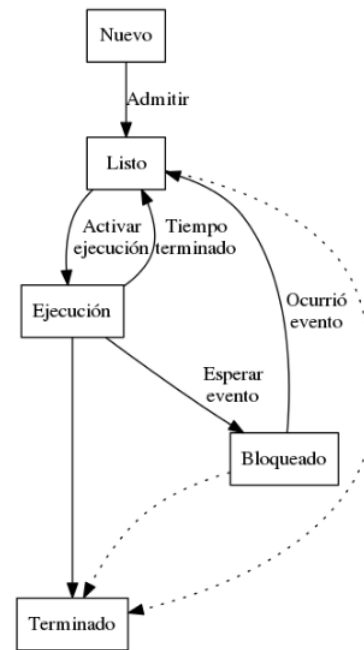 Nuevo
Admitir
Listo
Activar
ejecución
Tiempo
terminado
Ejecución
Ocurrió
evento
Esperar
evento
Bloqueado
Terminado